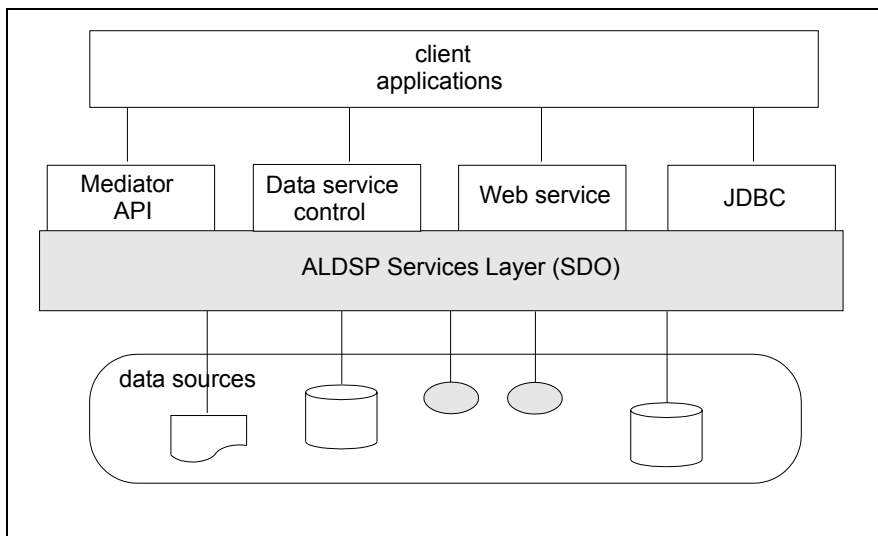 client
applications
Mediator
API
Data service
control
Web service
JDBC
ALDSP Services Layer (SDO)
data sources